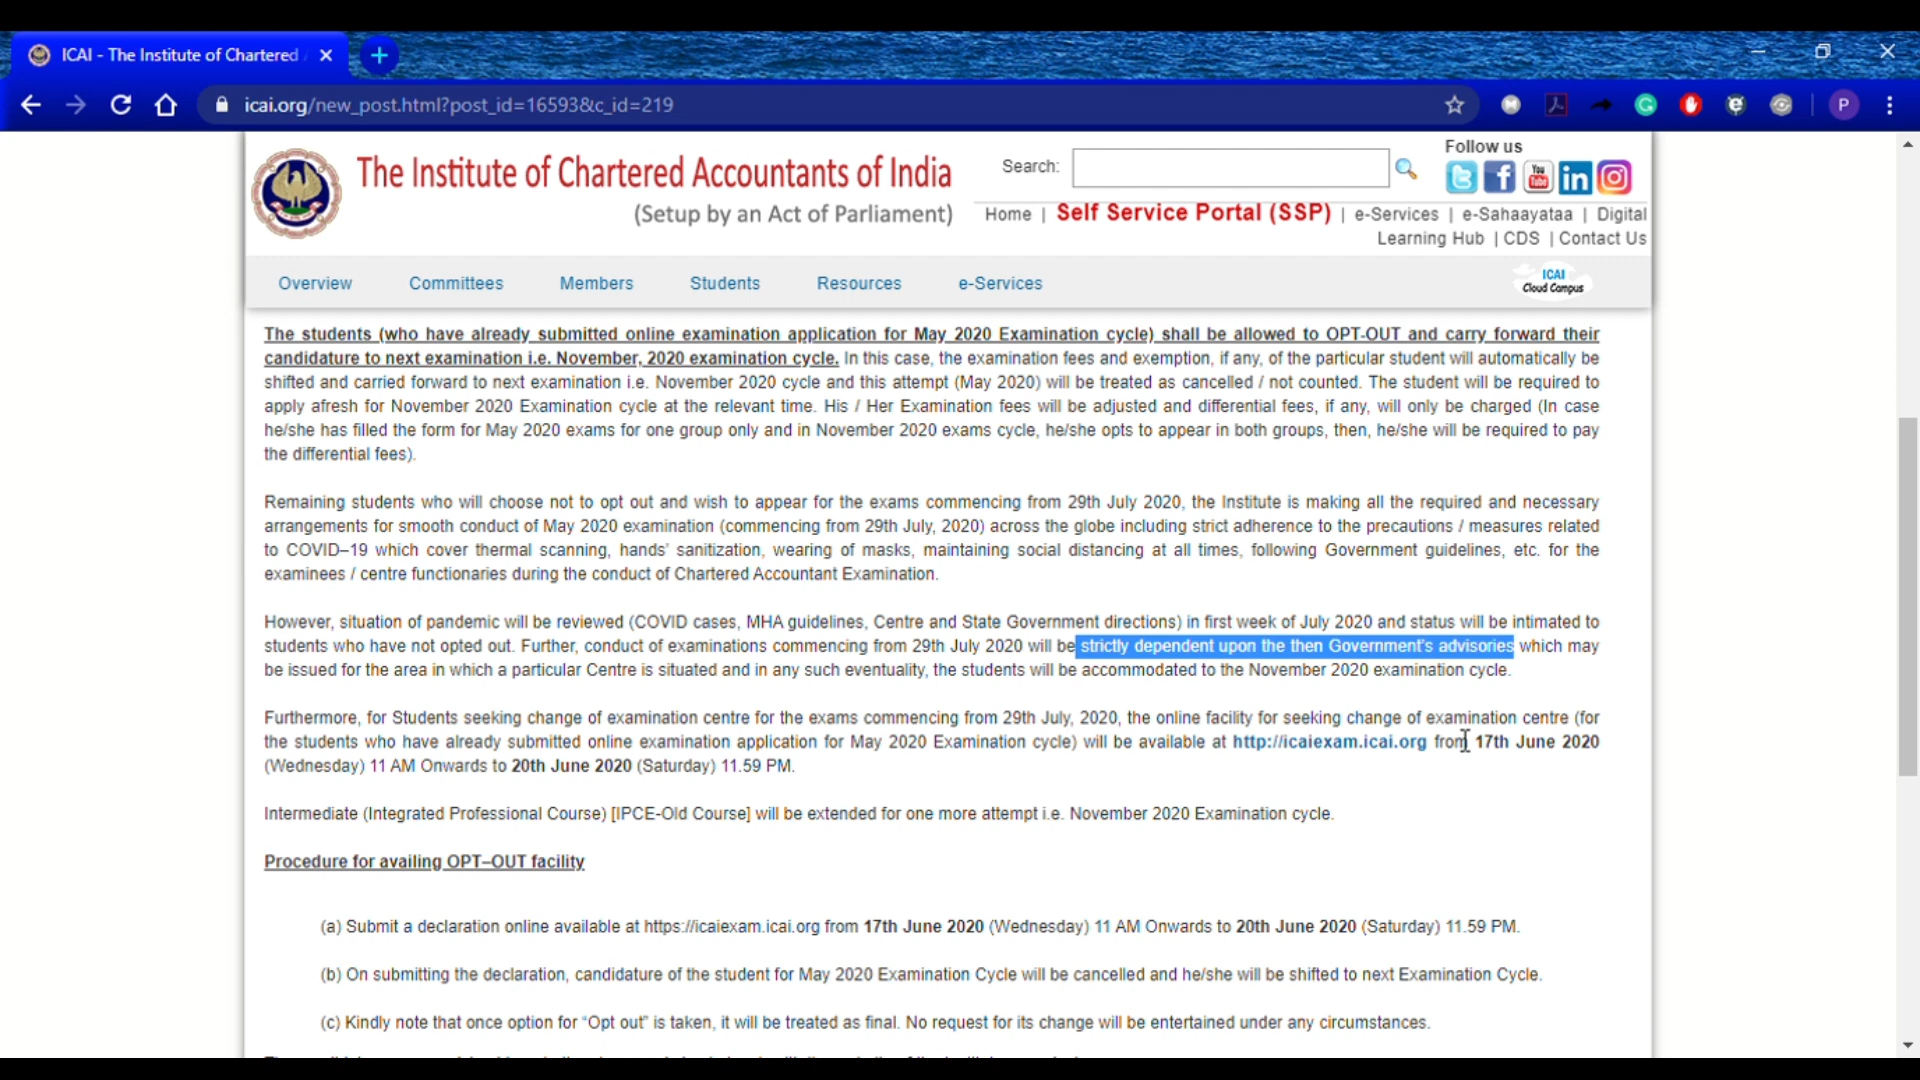 ICAI - The Institute of Chartered
icai.org/new_post.html?post_id=16593&c_id=219
P
The Institute of Chartered Accountants of India
(Setup by an Act of Parliament)
Search:
Follow us
You Tube
Home | Self Service Portal (SSP) | e-Services | e-Sahaayataa | Digital
Learning Hub | CDS | Contact Us
Overview Committees Members Students Resources e-Services
ICAI
Cloud Campus
The students (who have already submitted online examination application for May 2020 Examination cycle) shall be allowed to OPT-OUT and carry forward their
candidature to next examination i.e. November, 2020 examination cycle. In this case, the examination fees and exemption, if any, of the particular student will automatically be
shifted and carried forward to next examination i.e. November 2020 cycle and this attempt (May 2020) will be treated as cancelled / not counted. The student will be required to
apply afresh for November 2020 Examination cycle at the relevant time. His / Her Examination fees will be adjusted and differential fees, if any, will only be charged (In case
he/she has filled the form for May 2020 exams for one group only and in November 2020 exams cycle, he/she opts to appear in both groups, then, he/she will be required to pay
the differential fees).
Remaining students who will choose not to opt out and wish to appear for the exams commencing from 29th July 2020, the Institute is making all the required and necessary
arrangements for smooth conduct of May 2020 examination (commencing from 29th July, 2020) across the globe including strict adherence to the precautions / measures related
to COVID–19 which cover thermal scanning, hands' sanitization, wearing of masks, maintaining social distancing at all times, following Government guidelines, etc. for the
examinees / centre functionaries during the conduct of Chartered Accountant Examination.
However, situation of pandemic will be reviewed (COVID cases, MHA guidelines, Centre and State Government directions) in first week of July 2020 and status will be intimated to
students who have not opted out. Further, conduct of examinations commencing from 29th July 2020 will be strictly dependent upon the then Government's advisories which may
be issued for the area in which a particular Centre is situated and in any such eventuality, the students will be accommodated to the November 2020 examination cycle.
Furthermore, for Students seeking change of examination centre for the exams commencing from 29th July, 2020, the online facility for seeking change of examination centre (for
the students who have already submitted online examination application for May 2020 Examination cycle) will be available at http://icaiexam.icai.org from 17th June 2020
(Wednesday) 11 AM Onwards to 20th June 2020 (Saturday) 11.59 PM.
Intermediate (Integrated Professional Course) [IPCE-Old Course] will be extended for one more attempt i.e. November 2020 Examination cycle.
Procedure for availing OPT–OUT facility
(a) Submit a declaration online available at https://icaiexam.icai.org from 17th June 2020 (Wednesday) 11 AM Onwards to 20th June 2020 (Saturday) 11.59 PM.
(b) On submitting the declaration, candidature of the student for May 2020 Examination Cycle will be cancelled and he/she will be shifted to next Examination Cycle.
(c) Kindly note that once option for “Opt out” is taken, it will be treated as final. No request for its change will be entertained under any circumstances.